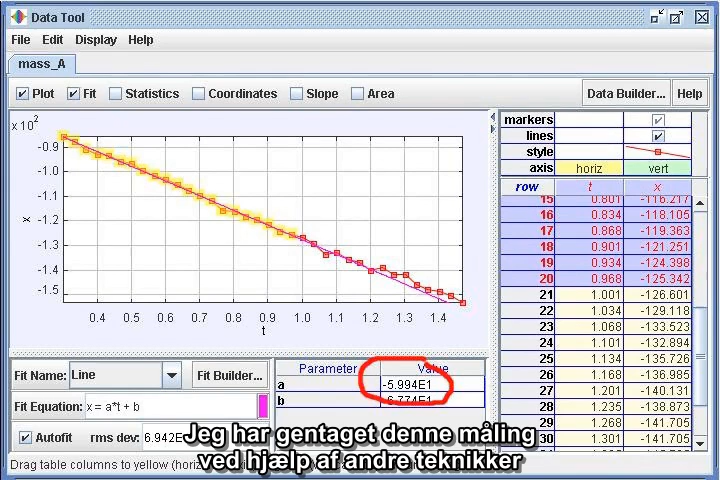 Data Tool
File Edit Display Help
mass_A
Plot Fit Statistics Coordinates Slope Area Data Builder... Help
x 10^2
-0.9
-1
-1.1
-1.2
-1.3
-1.4
-1.5
x
0.4 0.5 0.6 0.7 0.8 0.9 1.0 1.1 1.2 1.3 1.4
t
markers
lines
style
axis horiz vert
row t x
15 0.801 -116.217
16 0.834 -118.105
17 0.868 -119.363
18 0.901 -121.251
19 0.934 -124.398
20 0.968 -125.342
21 1.001 -126.601
22 1.034 -129.118
23 1.068 -133.523
24 1.101 -132.894
25 1.134 -135.726
26 1.168 -136.985
27 1.201 -140.131
28 1.235 -138.873
29 1.268 -141.705
30 1.301 -141.705
Fit Name: Line Fit Builder...
Fit Equation: x = a*t + b
Autofit rms dev: 6.942E
Parameter Value
a -5.994E1
b -6.774E1
Jeg har gentaget denne måling
ved hjælp af andre teknikker
Drag table columns to yellow (horiz